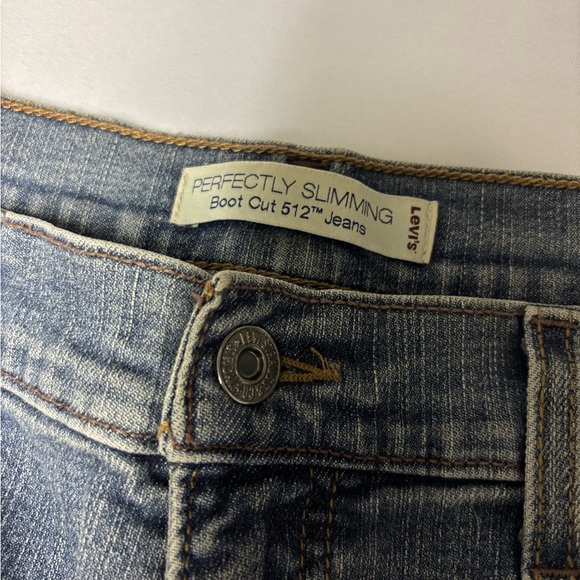 PERFECTLY SLIMMING
Boot Cut 512™ Jeans
Levi's